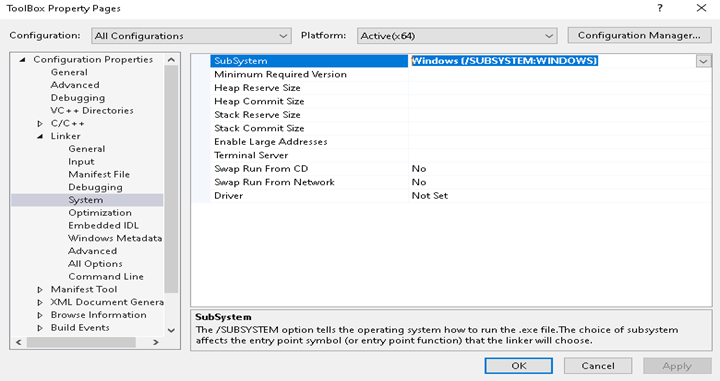 ToolBox Property Pages ? X
Configuration: All Configurations Platform: Active(x64) Configuration Manager...
Configuration Properties
General
Advanced
Debugging
VC++ Directories
C/C++
Linker
General
Input
Manifest File
Debugging
System
Optimization
Embedded IDL
Windows Metadata
Advanced
All Options
Command Line
Manifest Tool
XML Document Genera
Browse Information
Build Events
SubSystem Windows (/SUBSYSTEM:WINDOWS)
Minimum Required Version
Heap Reserve Size
Heap Commit Size
Stack Reserve Size
Stack Commit Size
Enable Large Addresses
Terminal Server
Swap Run From CD No
Swap Run From Network No
Driver Not Set
SubSystem
The /SUBSYSTEM option tells the operating system how to run the .exe file.The choice of subsystem
affects the entry point symbol (or entry point function) that the linker will choose.
OK Cancel Apply